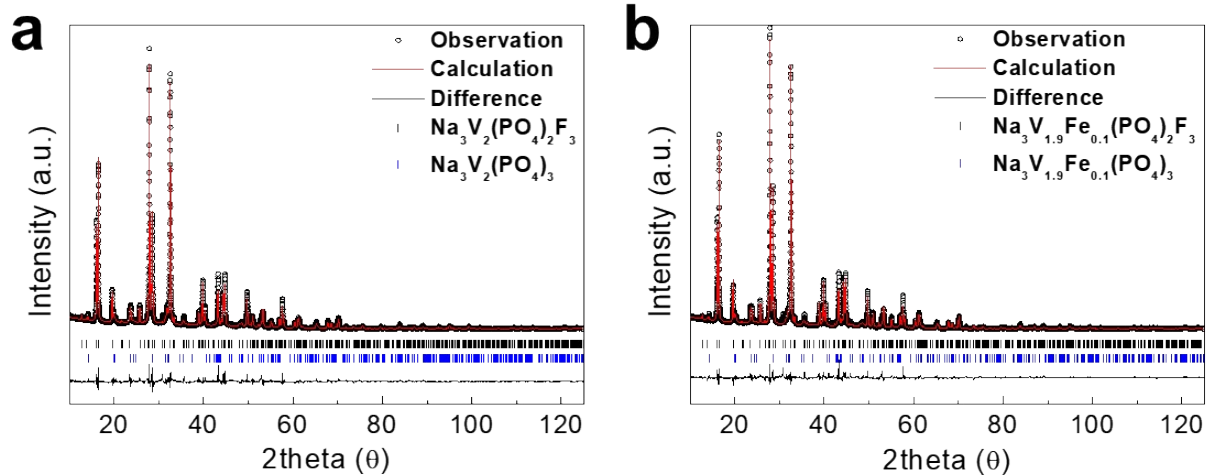 a
Observation
Calculation
Difference
Na₃V₂(PO₄)₂F₃
Na₃V₂(PO₄)₃
Intensity (a.u.)
20 40 60 80 100 120
2theta (θ)
b
Observation
Calculation
Difference
Na₃V₁.₉Fe₀.₁(PO₄)₂F₃
Na₃V₁.₉Fe₀.₁(PO₄)₃
Intensity (a.u.)
20 40 60 80 100 120
2theta (θ)